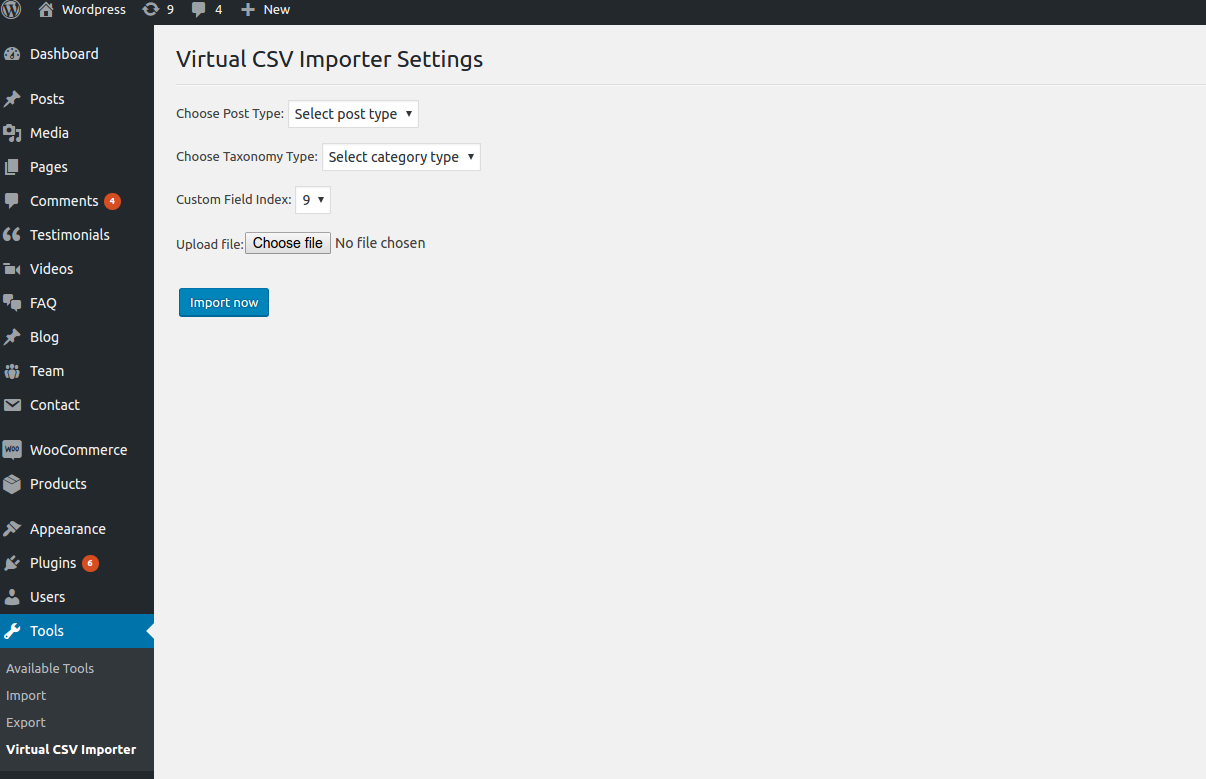 Wordpress 9 4 New
Dashboard
Posts
Media
Pages
Comments 4
Testimonials
Videos
FAQ
Blog
Team
Contact
WOO WooCommerce
Products
Appearance
Plugins 6
Users
Tools
Available Tools
Import
Export
Virtual CSV Importer
Virtual CSV Importer Settings
Choose Post Type: Select post type
Choose Taxonomy Type: Select category type
Custom Field Index: 9
Upload file: Choose file No file chosen
Import now